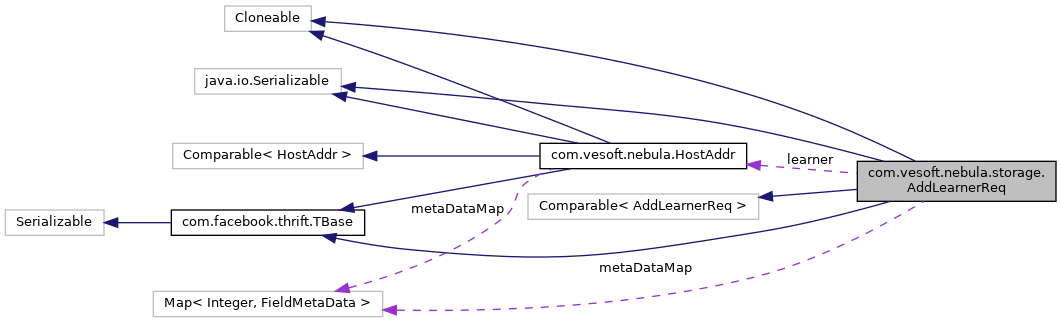 Cloneable
java.io.Serializable
Comparable< HostAddr >
com.vesoft.nebula.HostAddr
learner
com.vesoft.nebula.storage.
AddLearnerReq
Comparable< AddLearnerReq >
metaDataMap
Serializable
com.facebook.thrift.TBase
metaDataMap
Map< Integer, FieldMetaData >